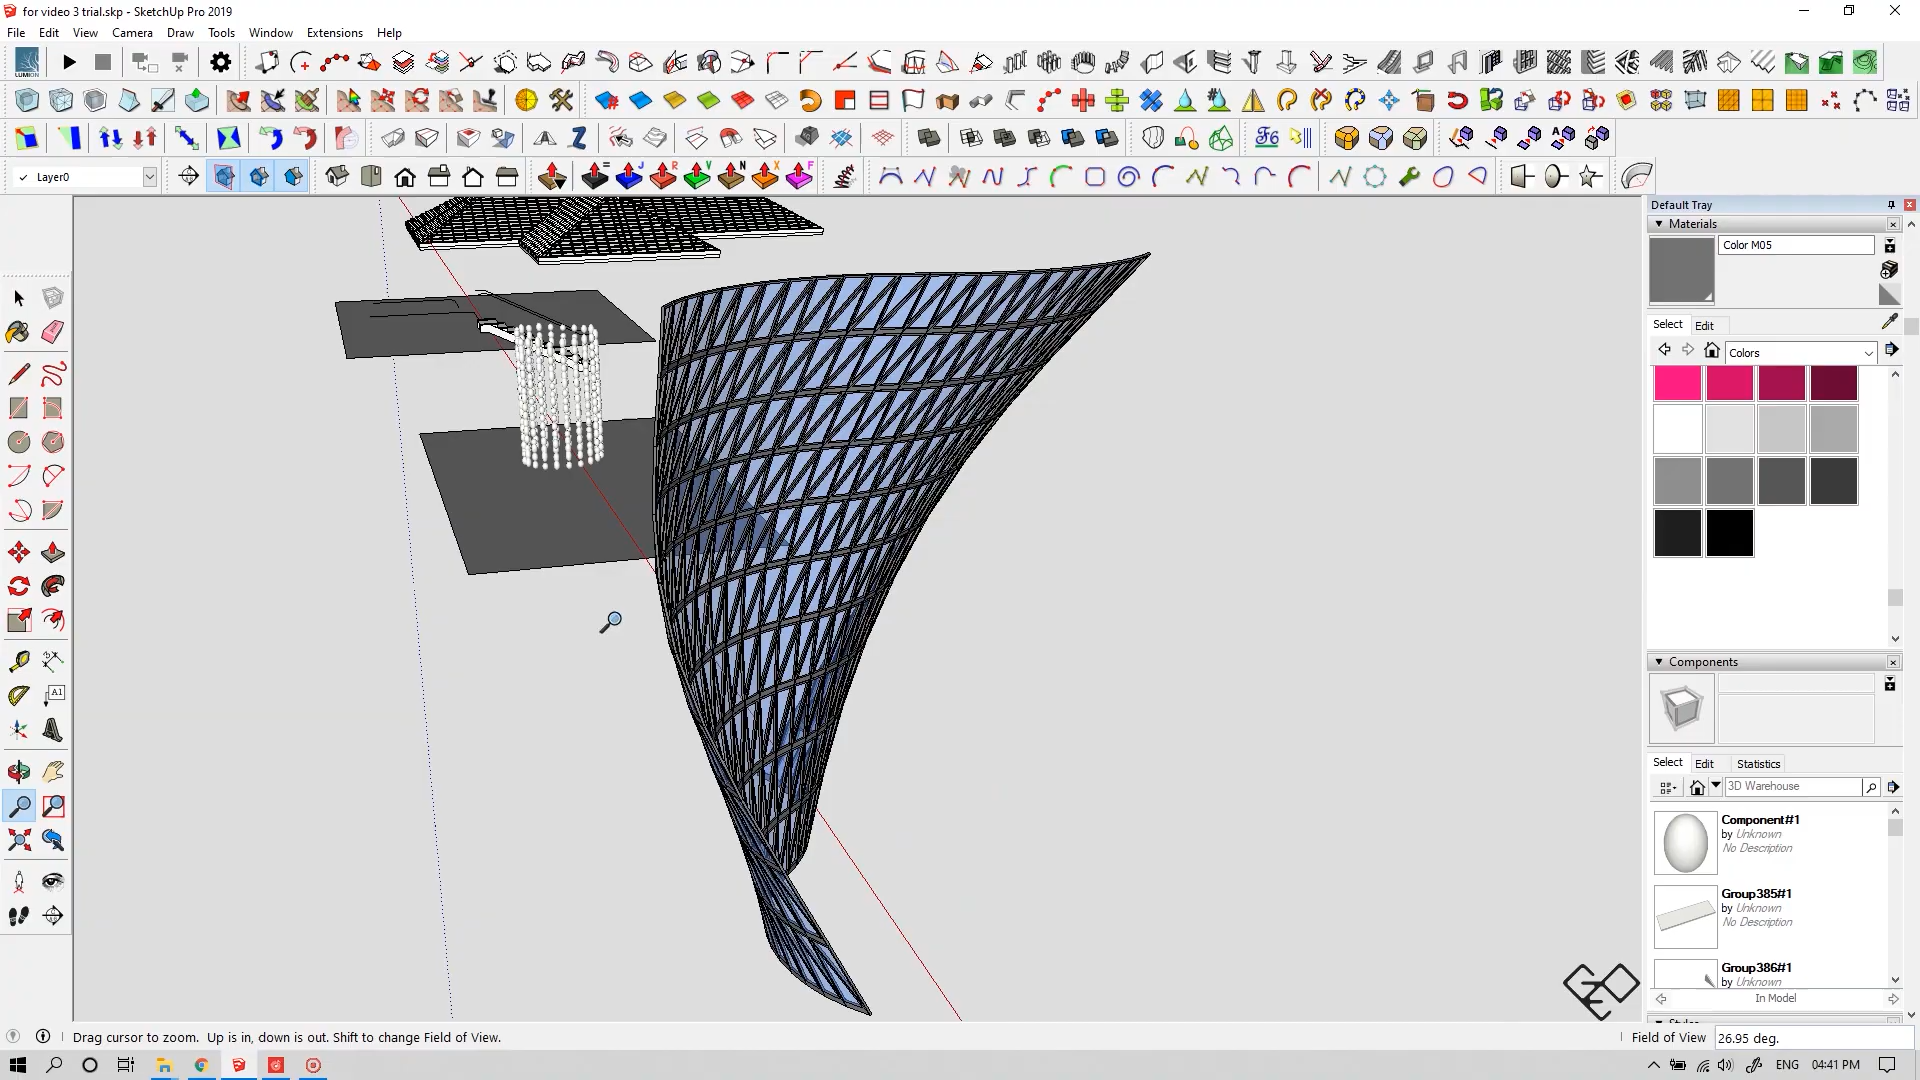 for video 3 trial.skp - SketchUp Pro 2019
File Edit View Camera Draw Tools Window Extensions Help
LUMION
F6
= J R V N X F
Layer0
A1
Default Tray
Materials
Color M05
Select Edit
Colors
Components
Select Edit Statistics
3D Warehouse
Component#1
by Unknown
No Description
Group385#1
by Unknown
No Description
Group386#1
by Unknown
In Model
Drag cursor to zoom. Up is in, down is out. Shift to change Field of View.
Field of View 26.95 deg.
ENG 04:41 PM